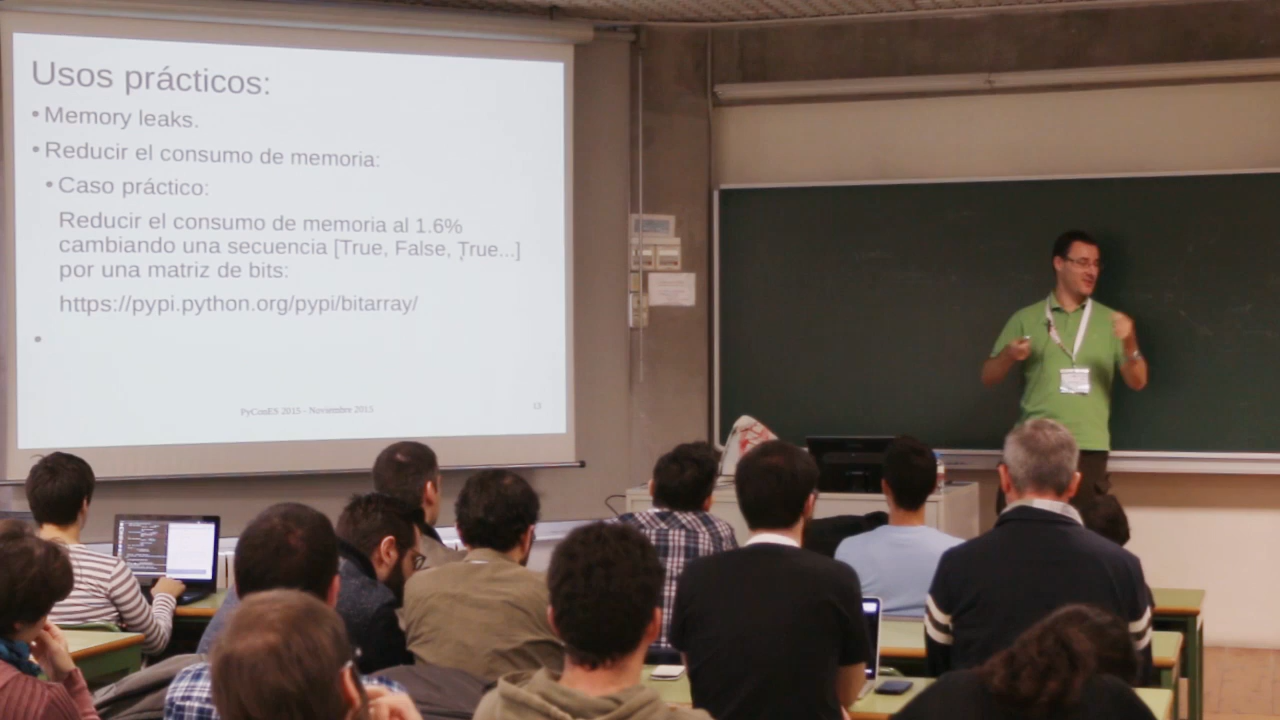 Usos prácticos:
• Memory leaks.
• Reducir el consumo de memoria:
• Caso práctico:
Reducir el consumo de memoria al 1.6%
cambiando una secuencia [True, False, True...]
por una matriz de bits:
https://pypi.python.org/pypi/bitarray/
•
PyConES 2015 - Noviembre 2015
13